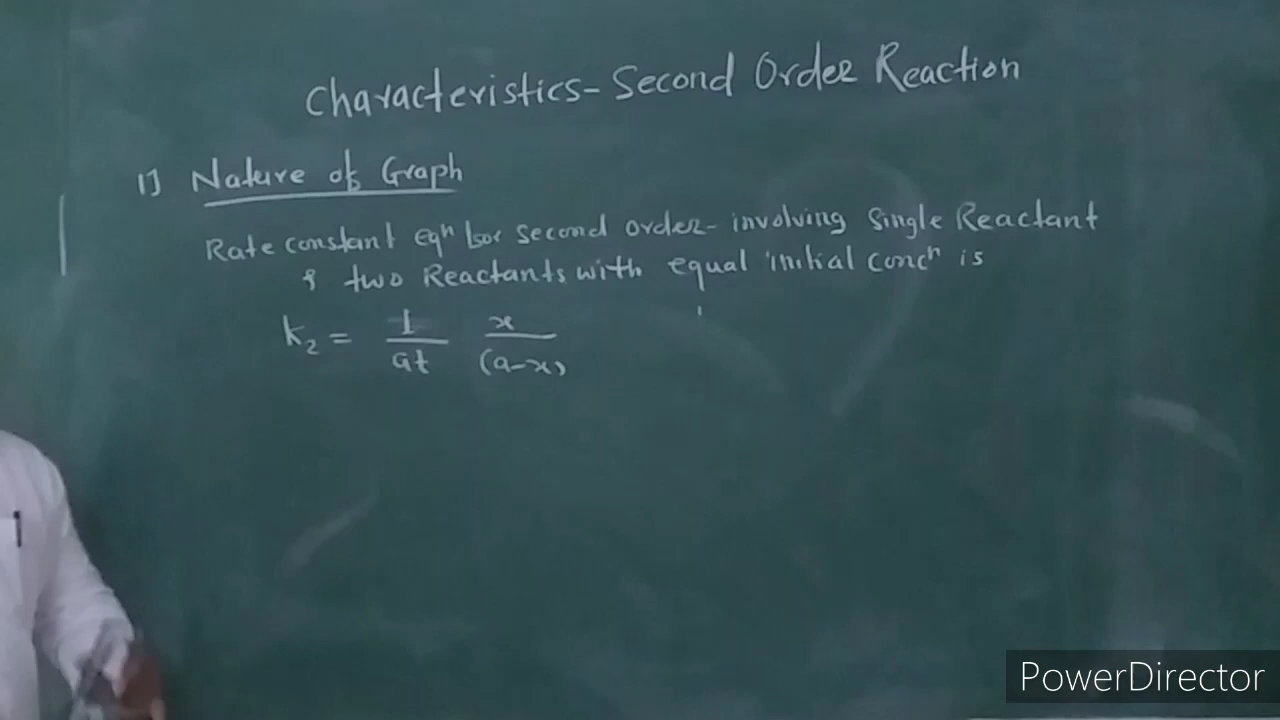 Characteristics - Second Order Reaction
1] Nature of Graph
Rate constant eqn for second order - involving Single Reactant
& two Reactants with equal initial concn is
k₂ = 1/at x/(a-x)
PowerDirector